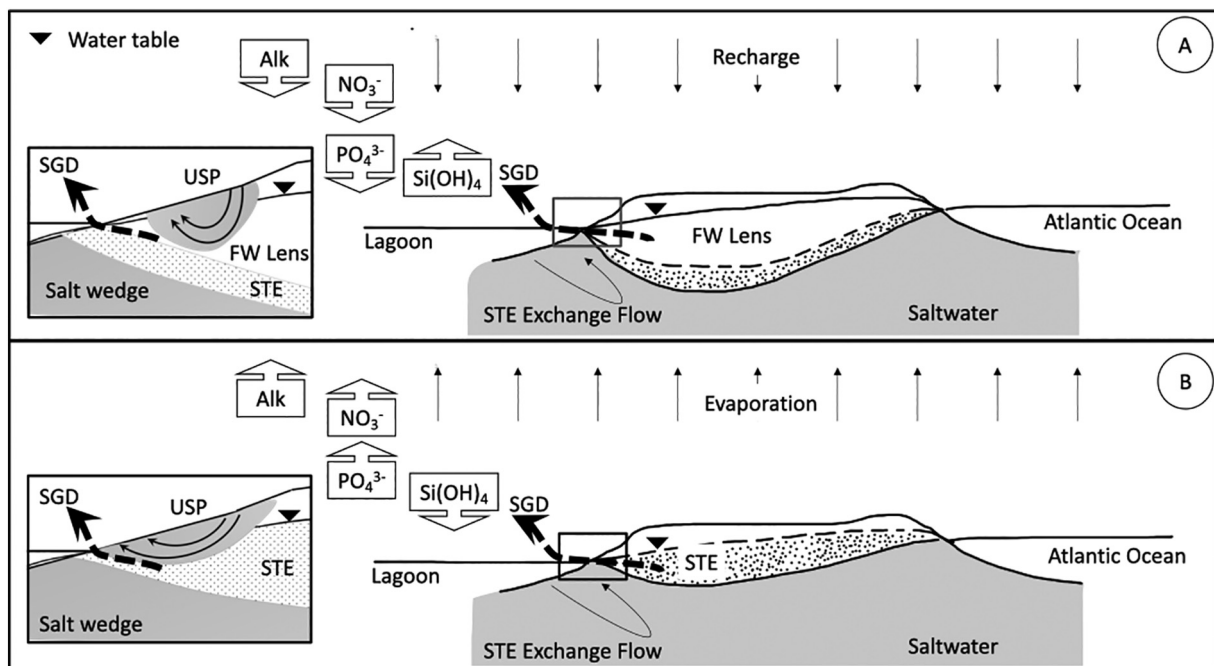 Water table
Alk
NO₃⁻
PO₄³⁻
Si(OH)₄
Recharge
A
SGD
USP
FW Lens
STE
Salt wedge
SGD
Lagoon
FW Lens
Atlantic Ocean
STE Exchange Flow
Saltwater
Alk
NO₃⁻
PO₄³⁻
Si(OH)₄
Evaporation
B
SGD
USP
STE
Salt wedge
SGD
Lagoon
STE
Atlantic Ocean
STE Exchange Flow
Saltwater